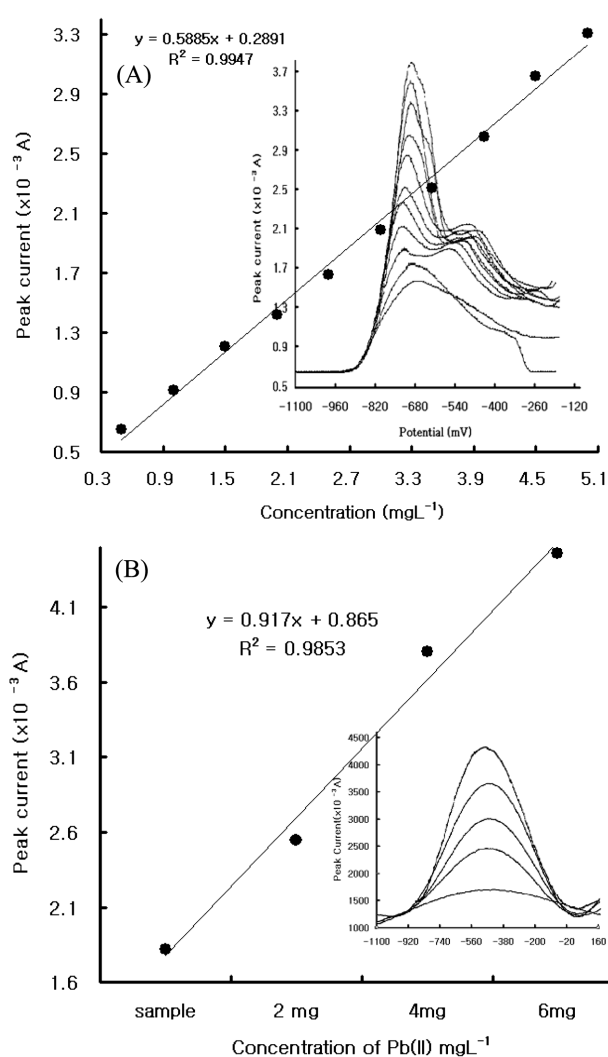 3.3
2.9
2.5
2.1
1.7
1.3
0.9
0.5
Peak current (x10 ⁻³ A)
(A)
y = 0.5885x + 0.2891
R² = 0.9947
3.7
3.3
2.9
2.5
2.1
1.7
1.3
0.9
0.5
Peak current (x10 ⁻³ A)
-1100 -960 -820 -680 -540 -400 -260 -120
Potential (mV)
0.3 0.9 1.5 2.1 2.7 3.3 3.9 4.5 5.1
Concentration (mgL⁻¹)
(B)
4.1
3.6
3.1
2.6
2.1
1.6
Peak current (x10 ⁻³ A)
y = 0.917x + 0.865
R² = 0.9853
4500
4000
3500
3000
2500
2000
1500
1000
Peak Current(x10 ⁻³ A)
-1100 -920 -740 -560 -380 -200 -20 160
sample 2 mg 4mg 6mg
Concentration of Pb(II) mgL⁻¹